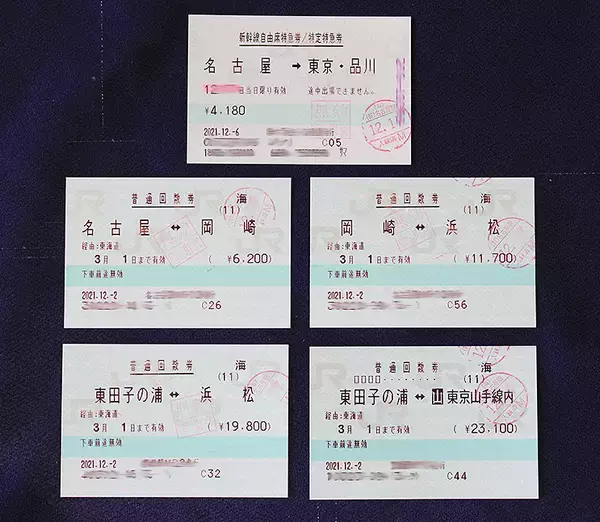 新幹線自由席特急券/特定特急券
名古屋 → 東京・品川
当日限り有効 途中出場できません。
¥4,180
2021.12.-6
C05
普通回数券
海
(11)
名古屋 ↔ 岡崎
経由:東海道
3月 1日まで有効 ( ¥6,200)
下車前途無効
2021.12.-2
C26
普通回数券
海
(11)
岡崎 ↔ 浜松
経由:東海道
3月 1日まで有効 ( ¥11,700)
下車前途無効
2021.12.-2
C56
普通回数券
海
(11)
東田子の浦 ↔ 浜松
経由:東海道
3月 1日まで有効 ( ¥19,800)
下車前途無効
2021.12.-2
C32
普通回数券
海
(11)
東田子の浦 ↔ 山 東京山手線内
経由:東海道
3月 1日まで有効 ( ¥23,100)
下車前途無効
2021.12.-2
C44